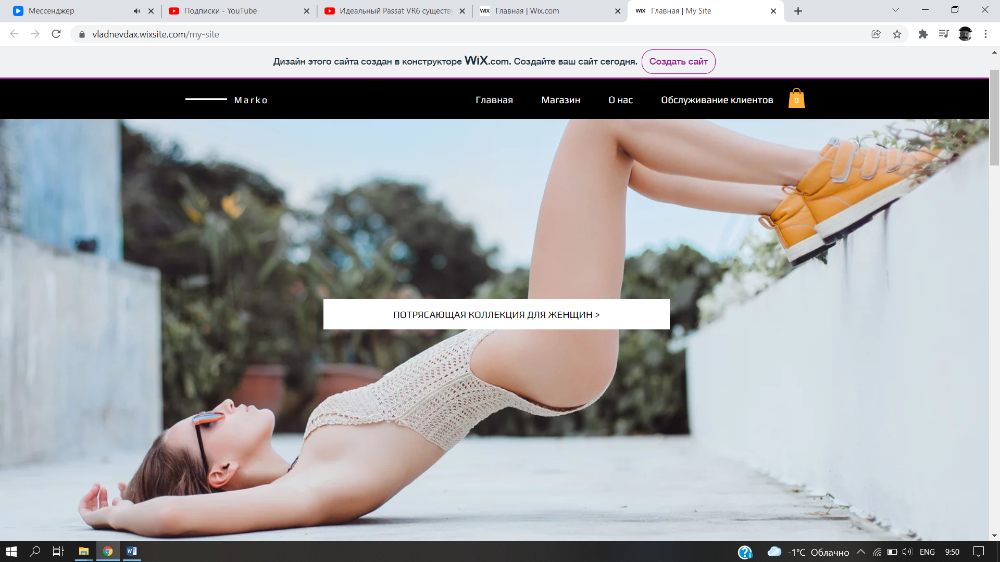 Мессенджер
Подписки - YouTube
Идеальный Passat VR6 существу
WIX Главная | Wix.com
WIX Главная | My Site
vladnevdax.wixsite.com/my-site
Дизайн этого сайта создан в конструкторе WiX.com. Создайте ваш сайт сегодня. Создать сайт
Marko
Главная
Магазин
О нас
Обслуживание клиентов
0
ПОТРЯСАЮЩАЯ КОЛЛЕКЦИЯ ДЛЯ ЖЕНЩИН >
-1°C Облачно
ENG
9:50